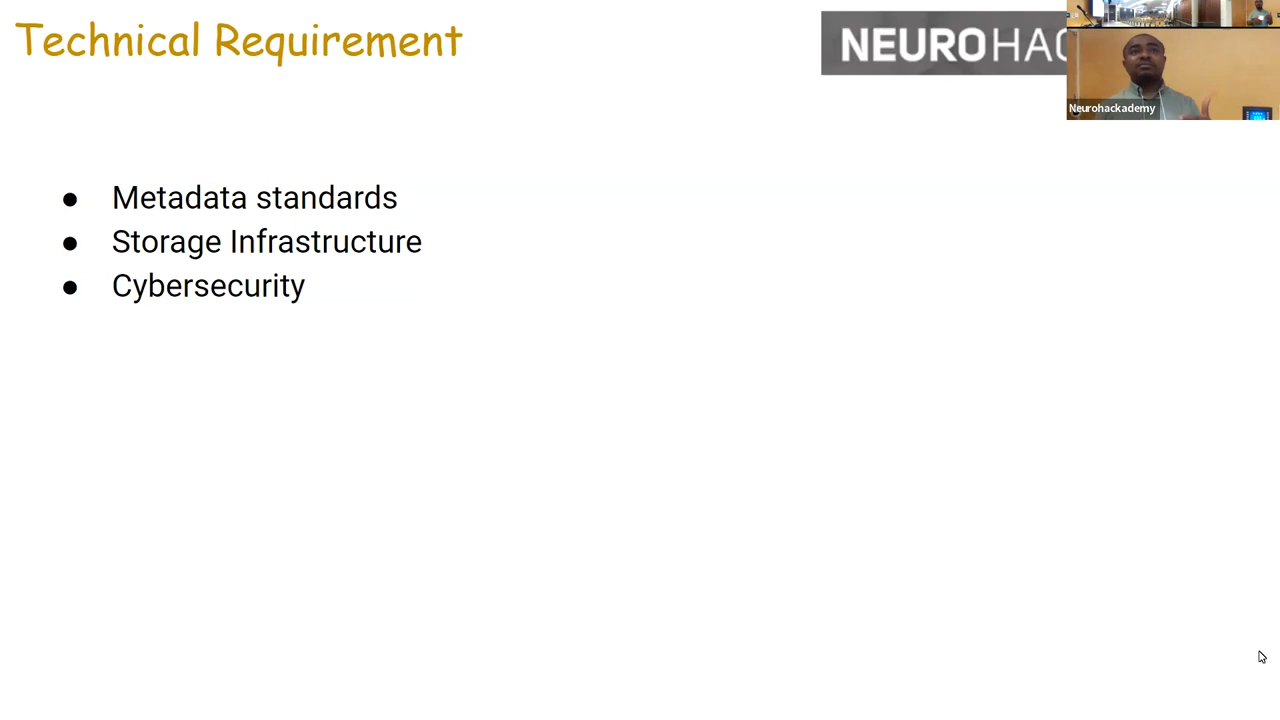 Technical Requirement
NEUROHAC
Neurohackademy
● Metadata standards
● Storage Infrastructure
● Cybersecurity